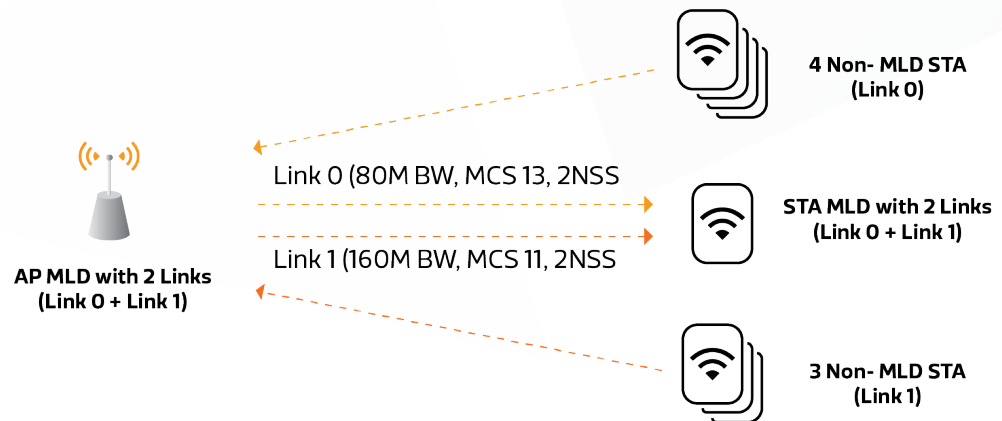 4 Non- MLD STA
(Link 0)
Link 0 (80M BW, MCS 13, 2NSS
STA MLD with 2 Links
(Link 0 + Link 1)
Link 1 (160M BW, MCS 11, 2NSS
AP MLD with 2 Links
(Link 0 + Link 1)
3 Non- MLD STA
(Link 1)